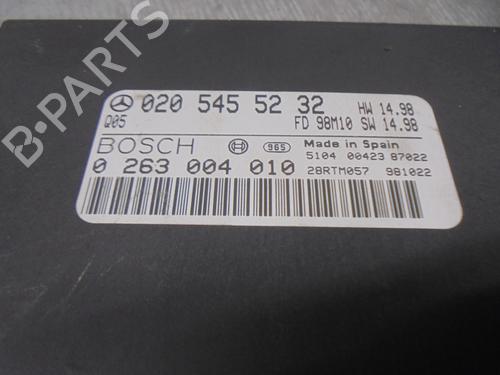 020 545 52 32 HW 14.98
Q05 FD 98M10 SW 14.98
BOSCH 965 Made in Spain
0 263 004 010 5104 00423 87022
28RTM057 981022
B-PARTS